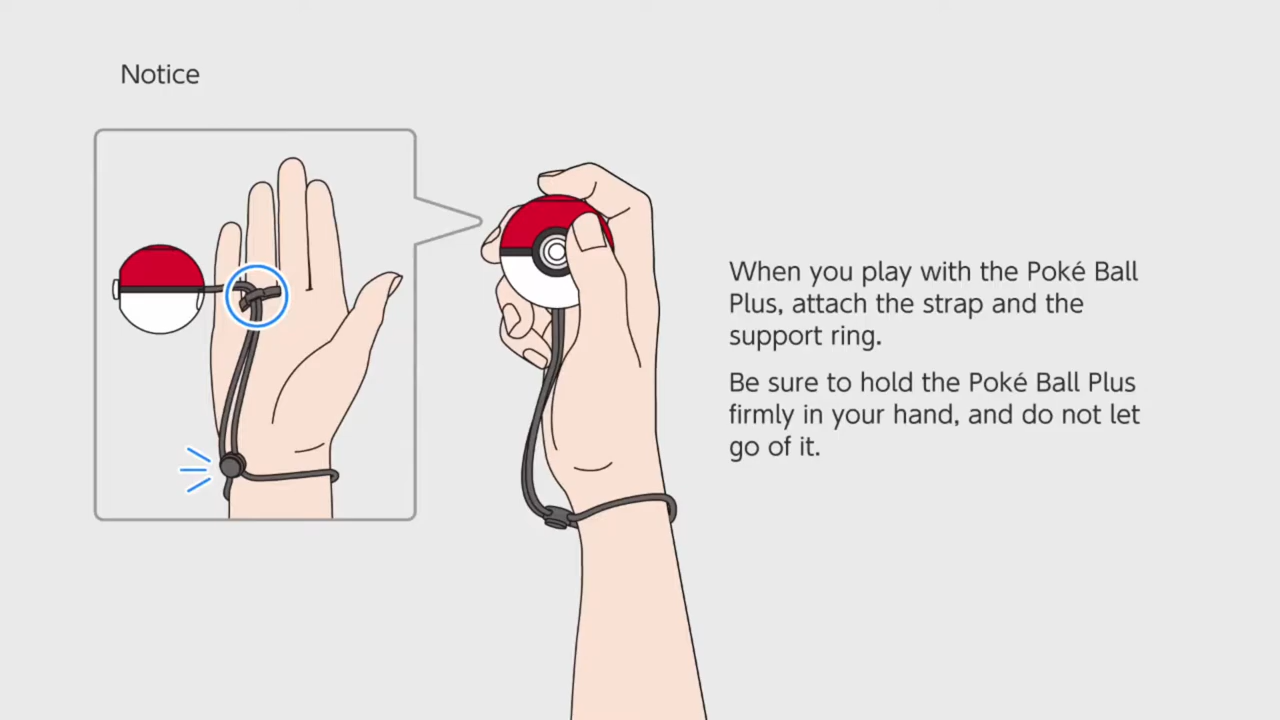 Notice
When you play with the Poké Ball
Plus, attach the strap and the
support ring.
Be sure to hold the Poké Ball Plus
firmly in your hand, and do not let
go of it.